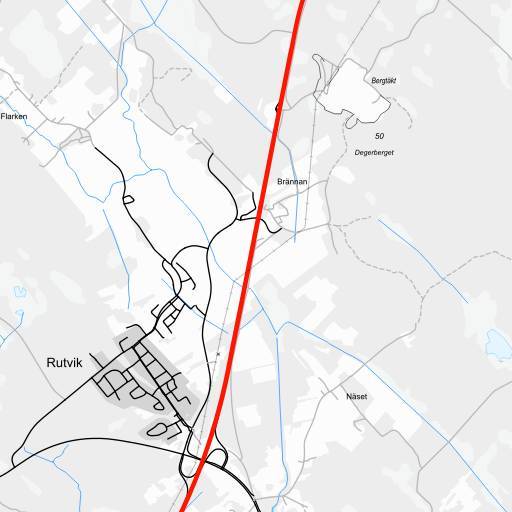 Bergtäkt
Flarken
50
Degerberget
Brännan
Rutvik
Näset